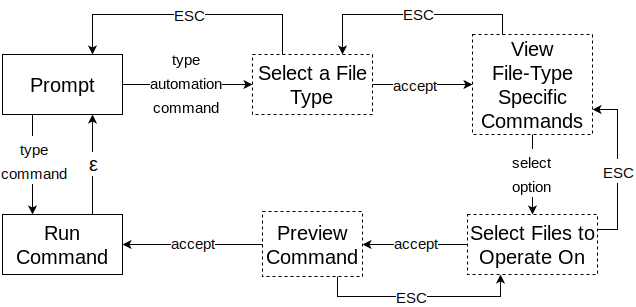 ESC
ESC
Prompt
type
automation
command
Select a File
Type
accept
View
File-Type
Specific
Commands
type
command
ε
select
option
ESC
Run
Command
accept
Preview
Command
accept
Select Files to
Operate On
ESC